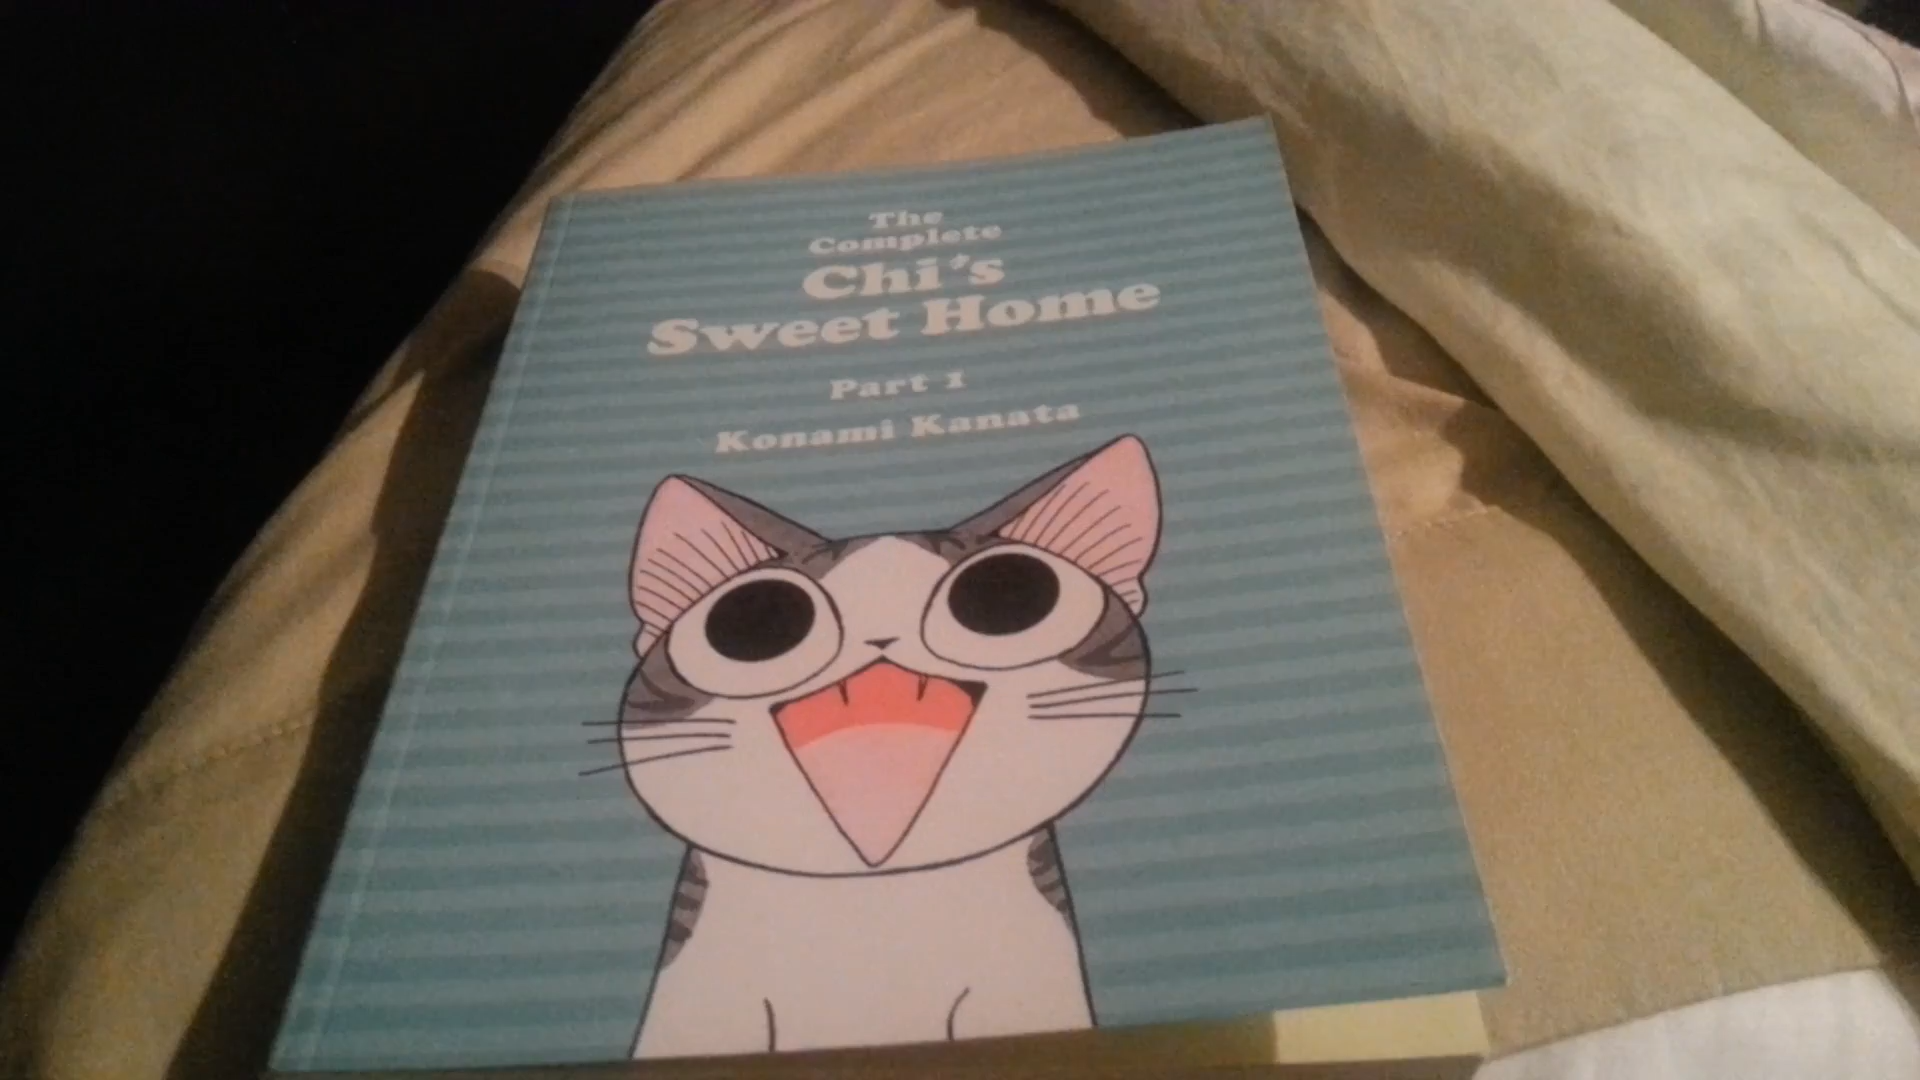 The
Complete
Chi's
Sweet Home
Part 1
Konami Kanata